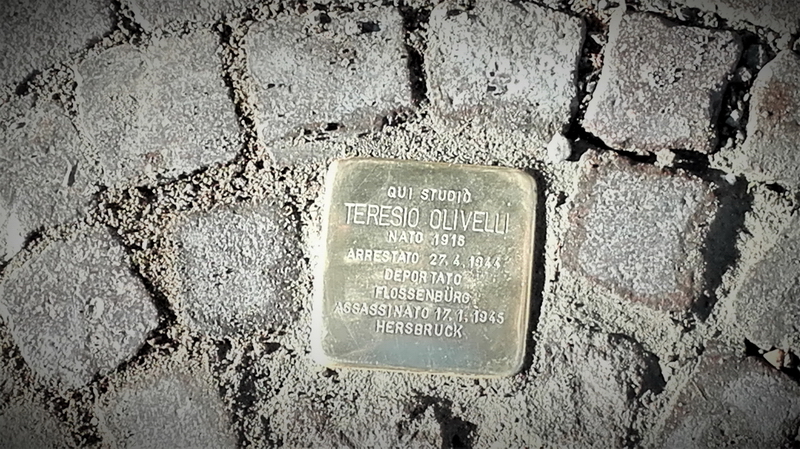 QUI STUDIÒ
TERESIO OLIVELLI
NATO 1916
ARRESTATO 27.4.1944
DEPORTATO
FLOSSENBÜRG
ASSASSINATO 17.1.1945
HERSBRUCK